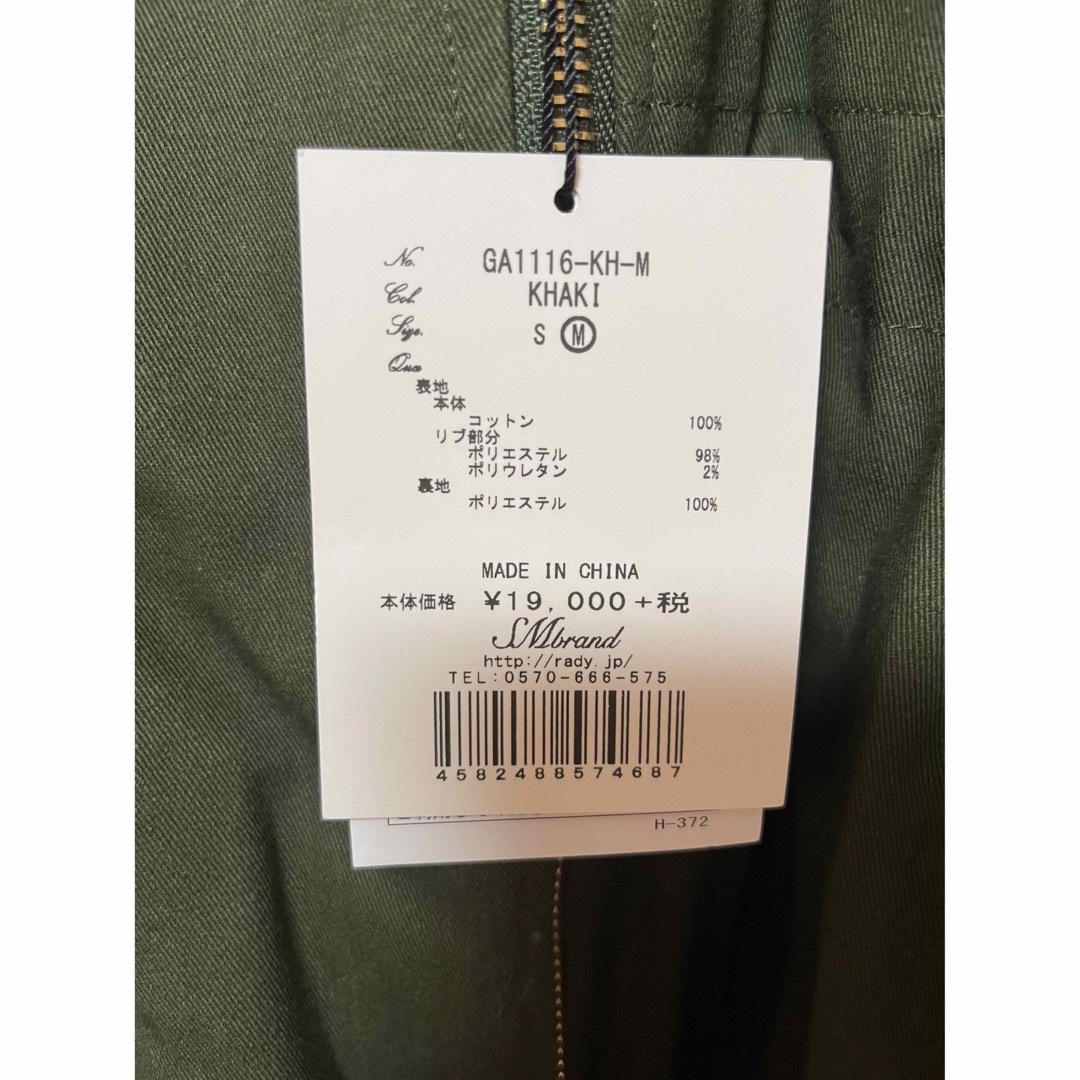 No. GA1116-KH-M
Col. KHAKI
Size. S M
Qua
表地
本体
コットン 100%
リブ部分
ポリエステル 98%
ポリウレタン 2%
裏地
ポリエステル 100%
MADE IN CHINA
本体価格 ¥19,000+税
SMbrand
http://rady.jp/
TEL:0570-666-575
4582488574687
H-372